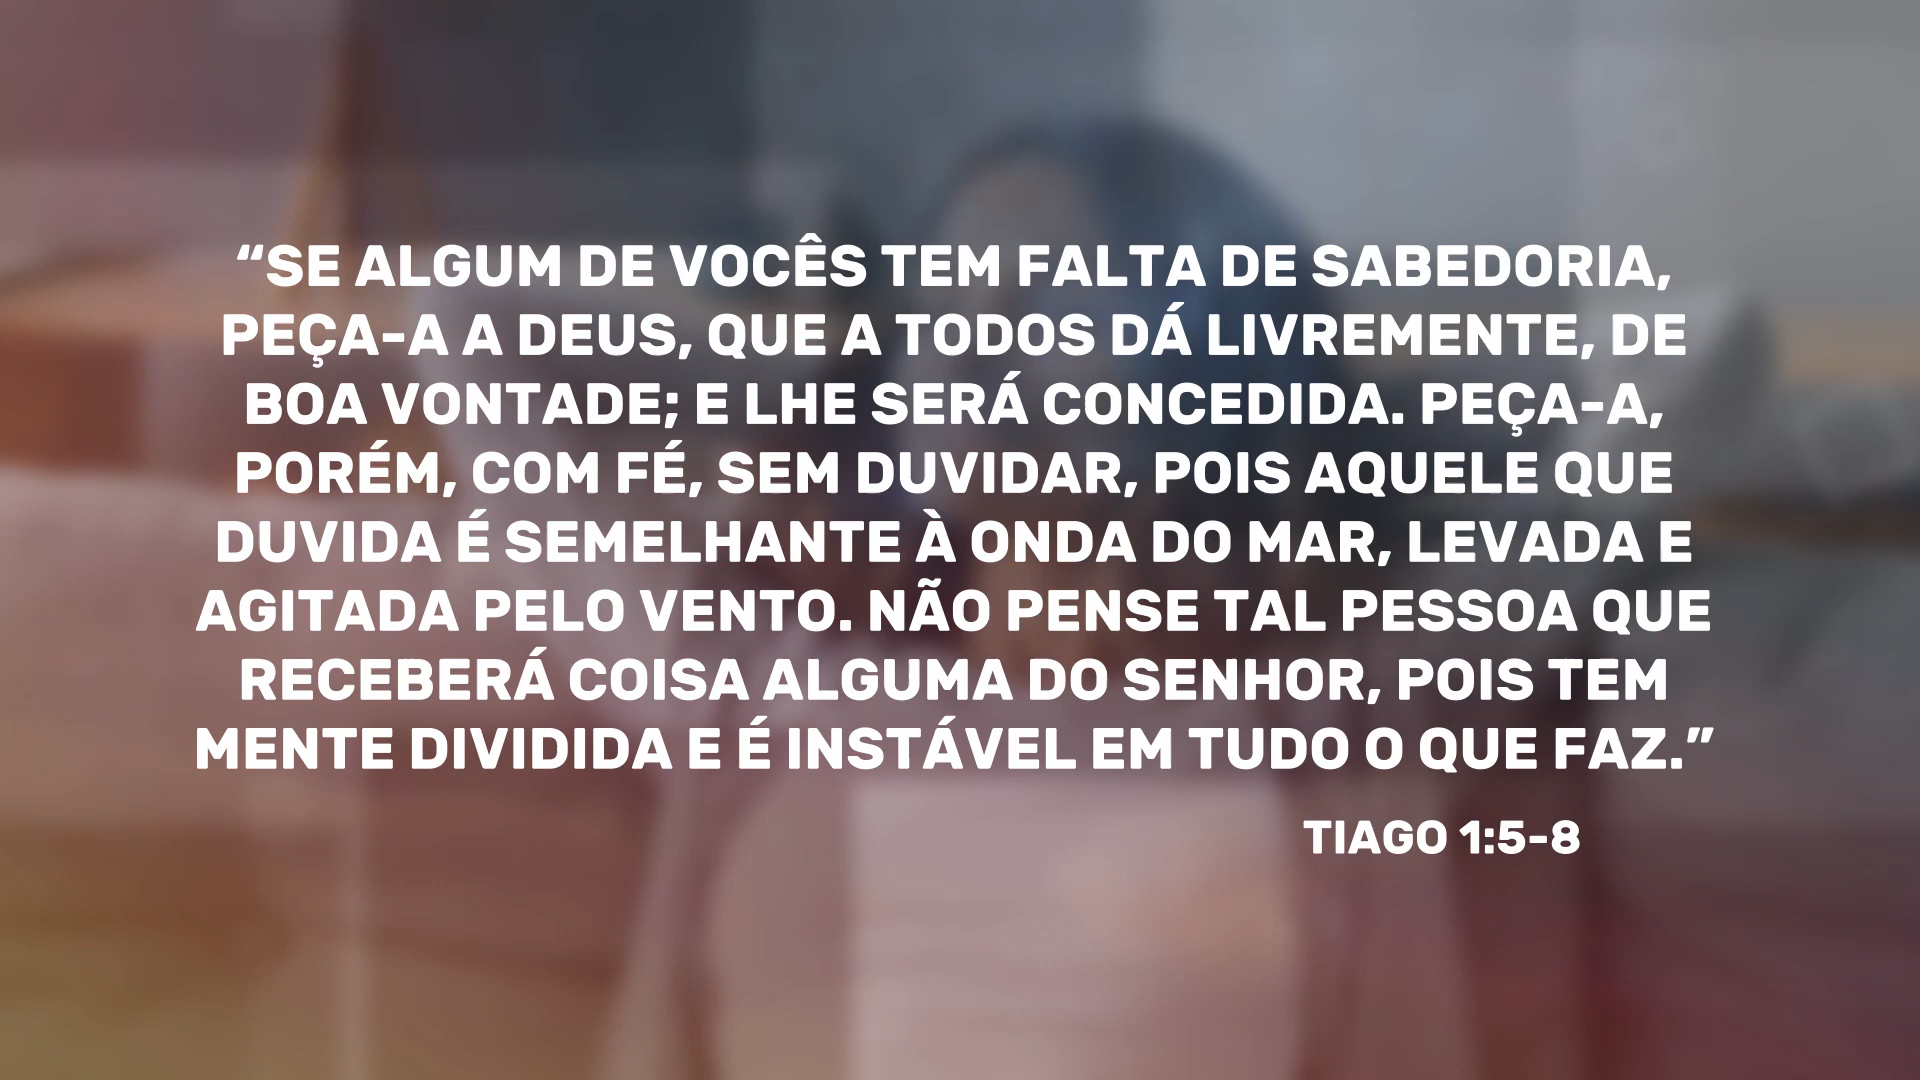 “SE ALGUM DE VOCÊS TEM FALTA DE SABEDORIA,
PEÇA-A A DEUS, QUE A TODOS DÁ LIVREMENTE, DE
BOA VONTADE; E LHE SERÁ CONCEDIDA. PEÇA-A,
PORÉM, COM FÉ, SEM DUVIDAR, POIS AQUELE QUE
DUVIDA É SEMELHANTE À ONDA DO MAR, LEVADA E
AGITADA PELO VENTO. NÃO PENSE TAL PESSOA QUE
RECEBERÁ COISA ALGUMA DO SENHOR, POIS TEM
MENTE DIVIDIDA E É INSTÁVEL EM TUDO O QUE FAZ.”
TIAGO 1:5-8